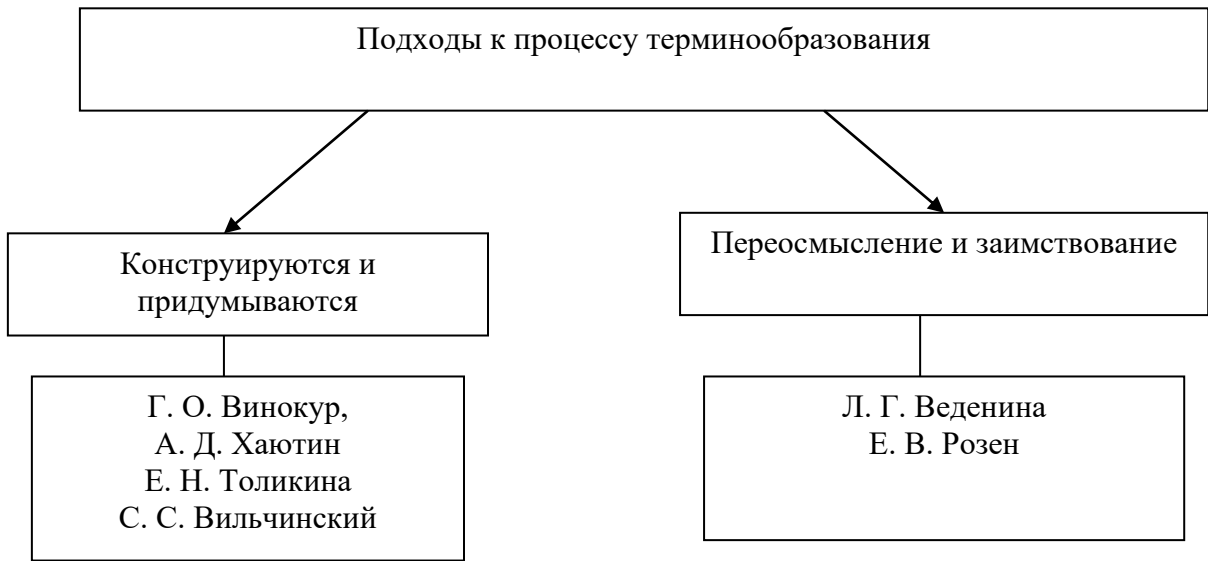 Подходы к процессу терминообразования
Конструируются и
придумываются
Переосмысление и заимствование
Г. О. Винокур,
А. Д. Хаютин
Е. Н. Толикина
С. С. Вильчинский
Л. Г. Веденина
Е. В. Розен